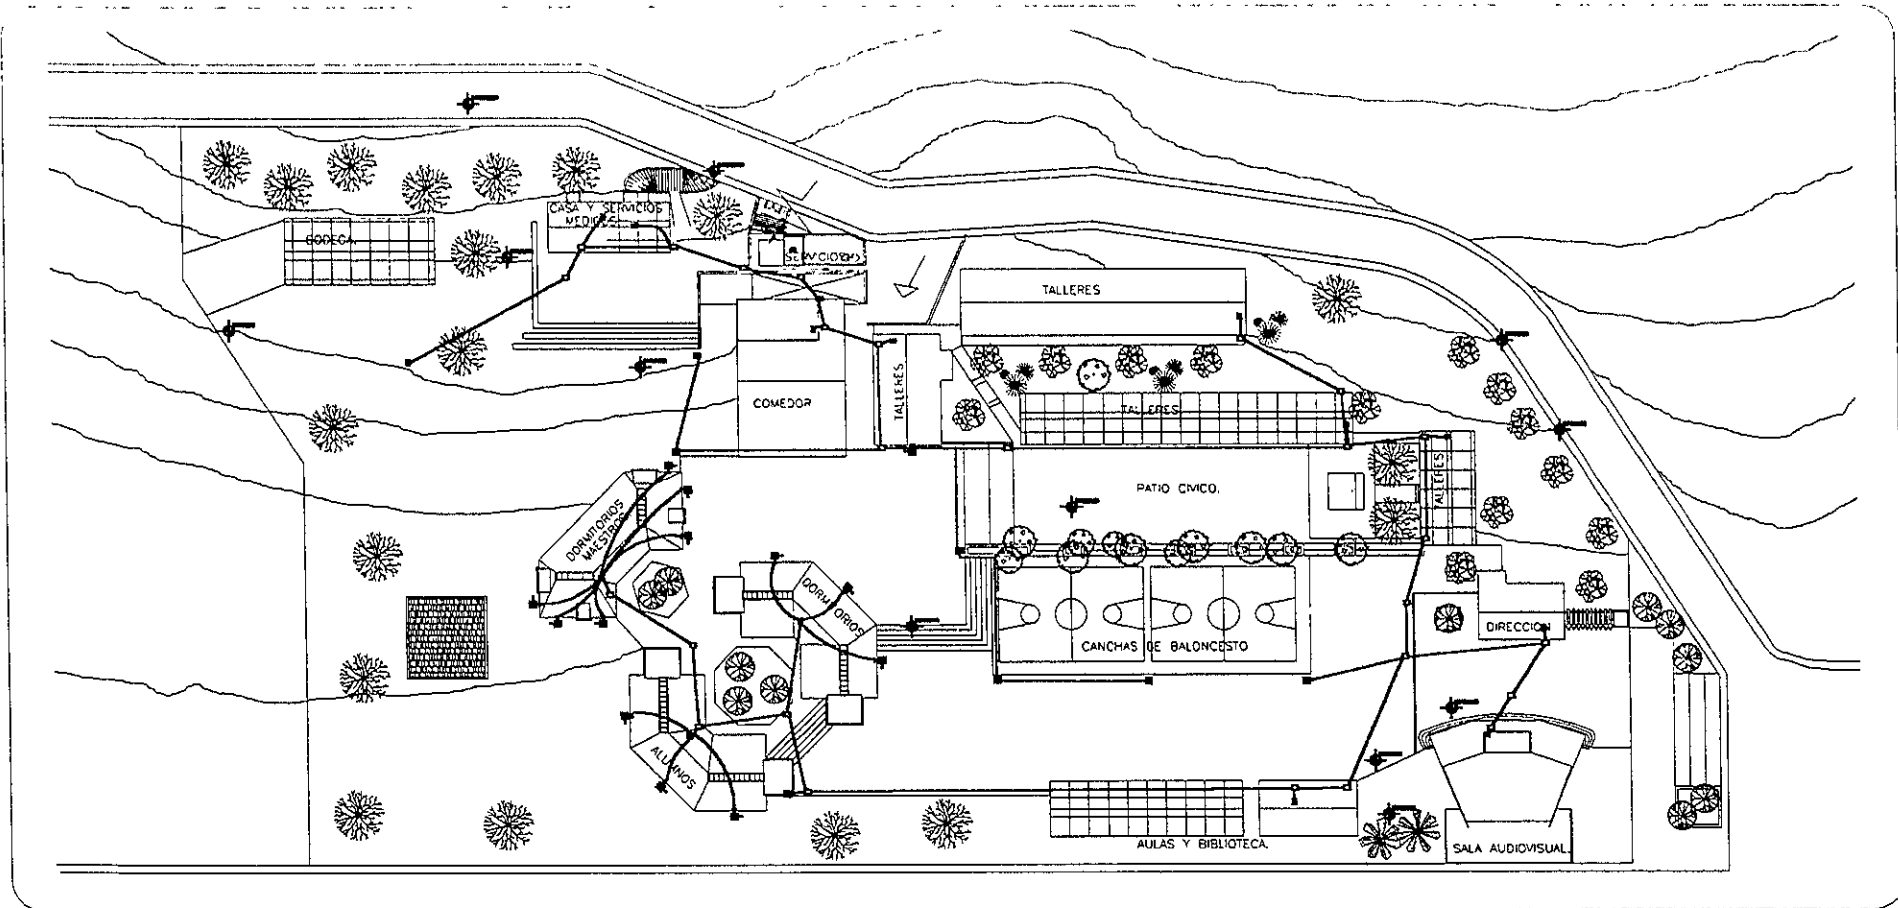 CASA Y SERVICIOS
MEDICOS
BODEGA.
SERVICIOS
TALLERES
TALLERES
COMEDOR
TALLERES
TALLERES
PATIO CIVICO.
DORMITORIOS
MAESTROS
DORMITORIOS
DIRECCION
CANCHAS DE BALONCESTO
ALUMNOS
AULAS Y BIBLIOTECA.
SALA AUDIOVISUAL.